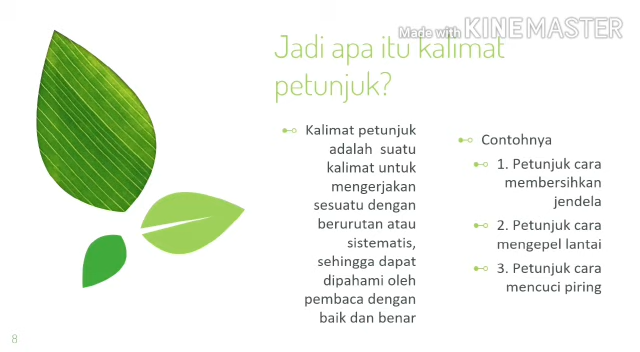 Made with KINEMASTER
Jadi apa itu kalimat
petunjuk?
Kalimat petunjuk
adalah suatu
kalimat untuk
mengerjakan
sesuatu dengan
berurutan atau
sistematis,
sehingga dapat
dipahami oleh
pembaca dengan
baik dan benar
Contohnya
1. Petunjuk cara
membersihkan
jendela
2. Petunjuk cara
mengepel lantai
3. Petunjuk cara
mencuci piring
8